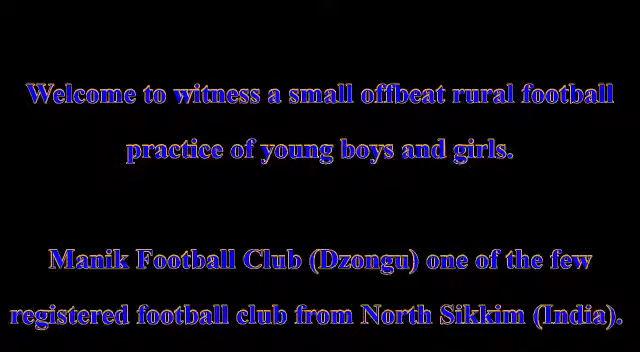 Welcome to witness a small offbeat rural football
practice of young boys and girls.
Manik Football Club (Dzongu) one of the few
registered football club from North Sikkim (India).